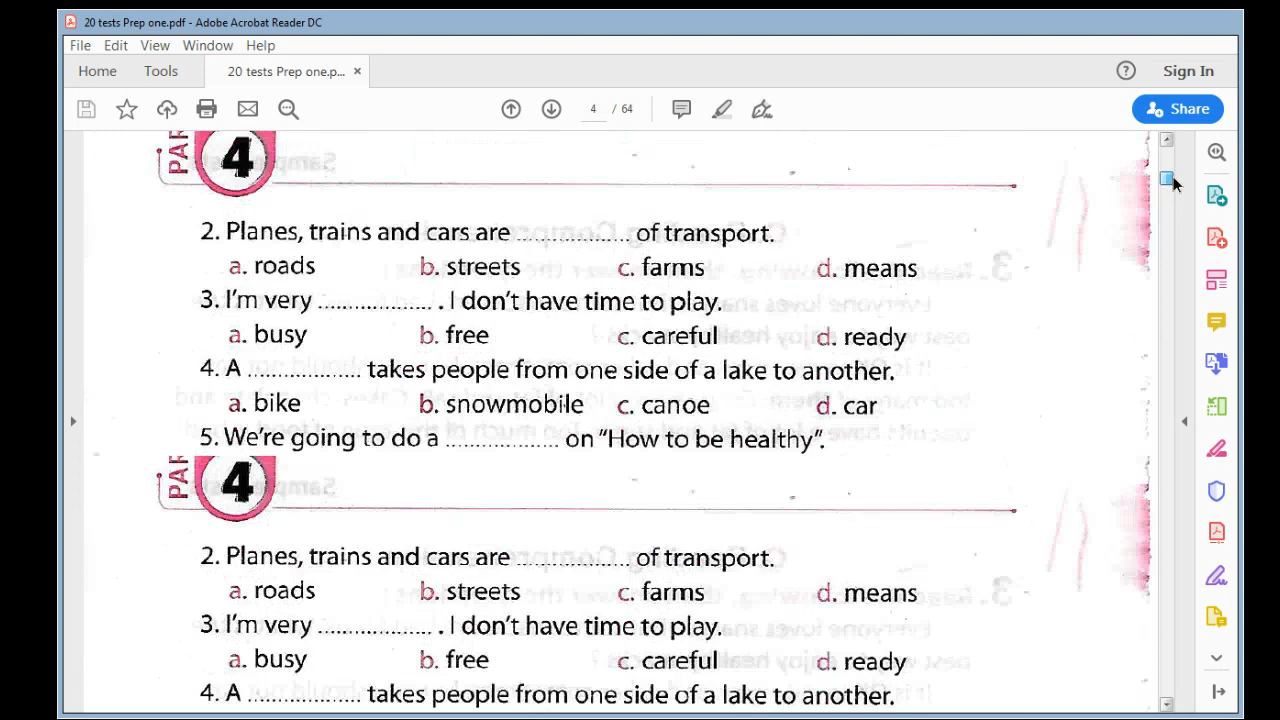 20 tests Prep one.pdf - Adobe Acrobat Reader DC
File Edit View Window Help
Home Tools 20 tests Prep one.p... × Sign In
4 / 64 Share
PAR 4
2. Planes, trains and cars are .................. of transport.
a. roads b. streets c. farms d. means
3. I'm very .................. . I don't have time to play.
a. busy b. free c. careful d. ready
4. A .................. takes people from one side of a lake to another.
a. bike b. snowmobile c. canoe d. car
5. We're going to do a .................. on "How to be healthy".
PAR 4
2. Planes, trains and cars are .................. of transport.
a. roads b. streets c. farms d. means
3. I'm very .................. . I don't have time to play.
a. busy b. free c. careful d. ready
4. A .................. takes people from one side of a lake to another.